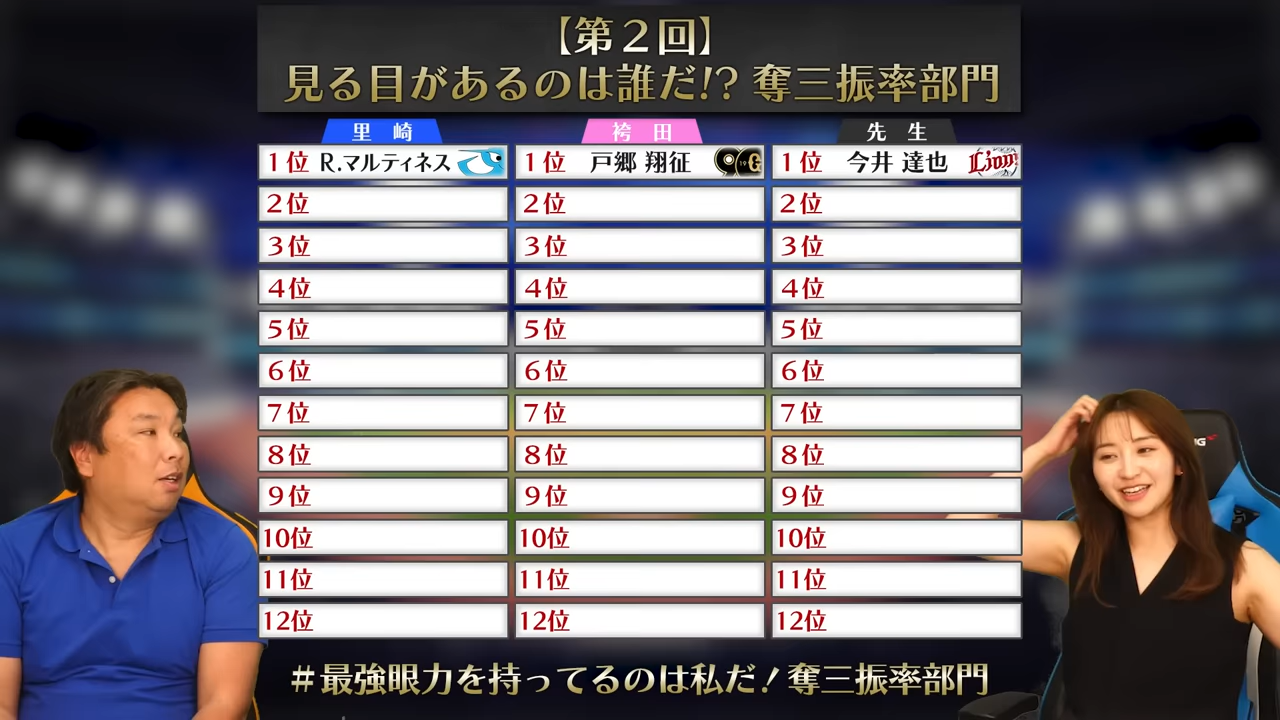 【第2回】
見る目があるのは誰だ!? 奪三振率部門
里崎 袴田 先生
1位 R.マルティネス 1位 戸郷 翔征 1位 今井 達也 Lions
2位 2位 2位
3位 3位 3位
4位 4位 4位
5位 5位 5位
6位 6位 6位
7位 7位 7位
8位 8位 8位
9位 9位 9位
10位 10位 10位
11位 11位 11位
12位 12位 12位
#最強眼力を持ってるのは私だ!奪三振率部門